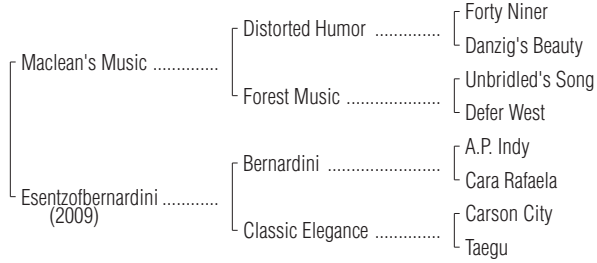 Forty Niner
Distorted Humor ..............
Danzig's Beauty
Maclean's Music ..............
Unbridled's Song
Forest Music ....................
Defer West
A.P. Indy
Bernardini ........................
Cara Rafaela
Esentzofbernardini ............
(2009)
Carson City
Classic Elegance ..............
Taegu